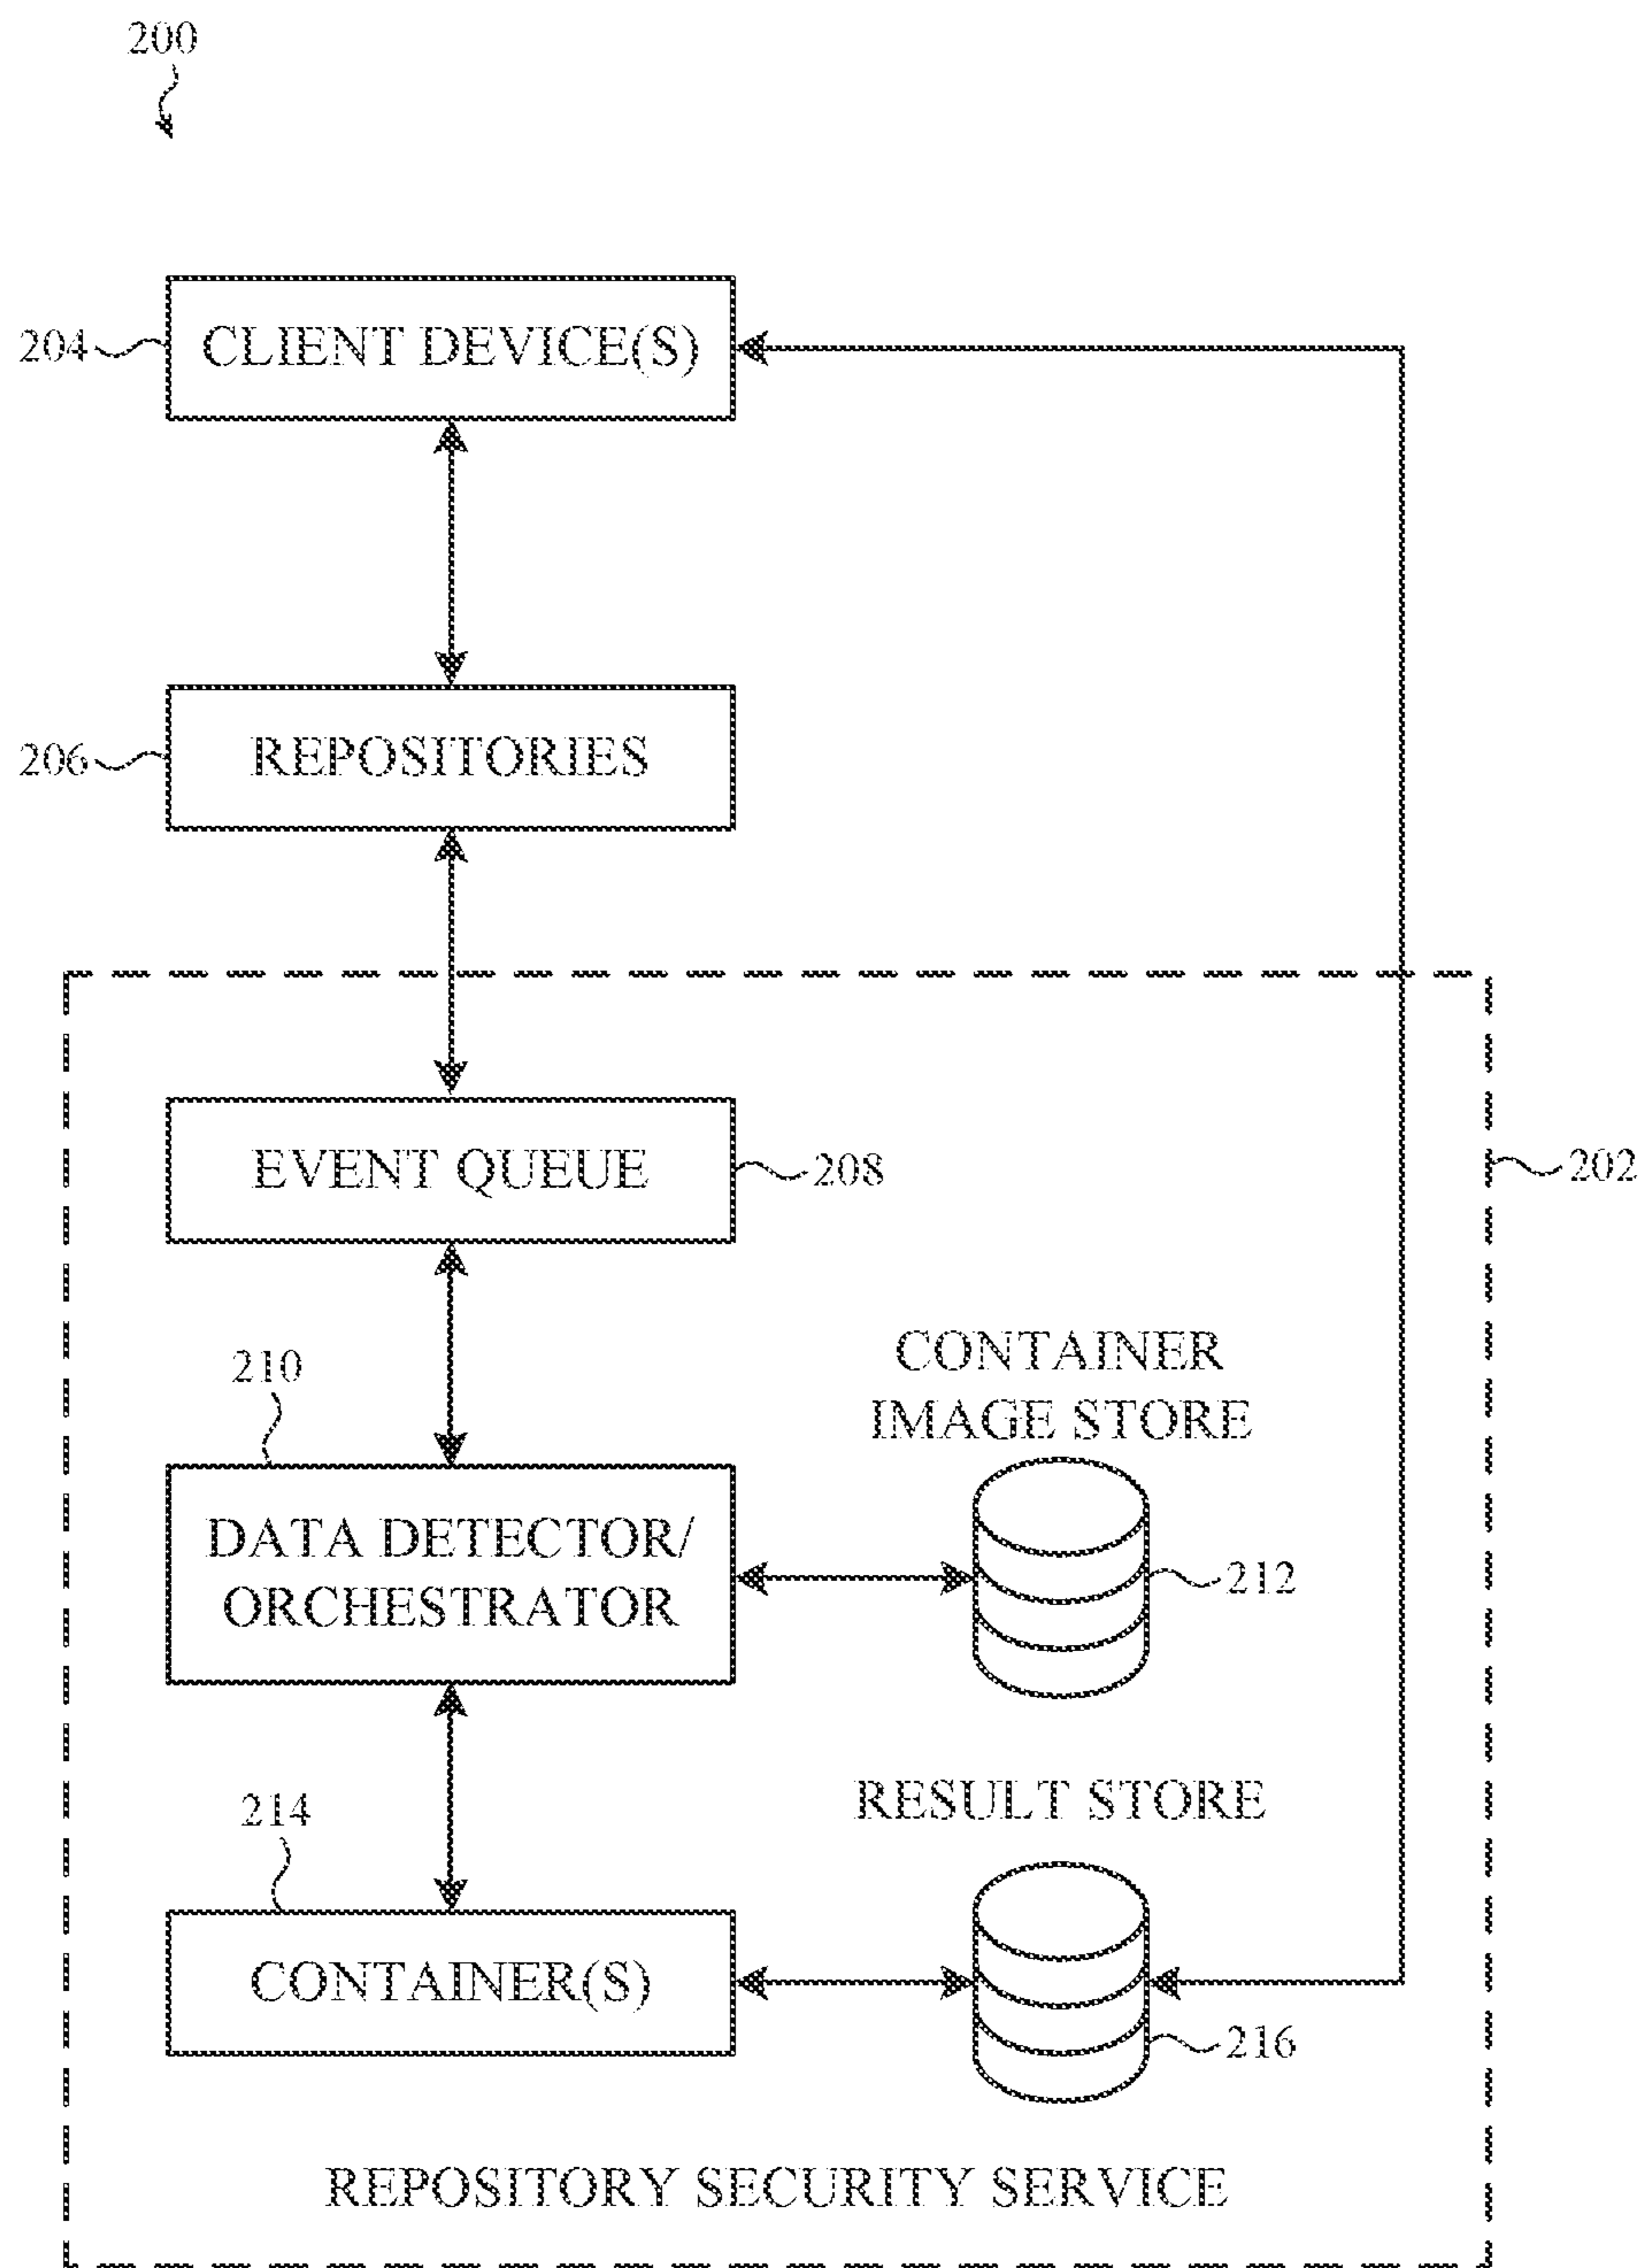 200
204
CLIENT DEVICE(S)
206
REPOSITORIES
EVENT QUEUE
208
202
210
CONTAINER
IMAGE STORE
DATA DETECTOR/
ORCHESTRATOR
212
214
RESULT STORE
CONTAINER(S)
216
REPOSITORY SECURITY SERVICE